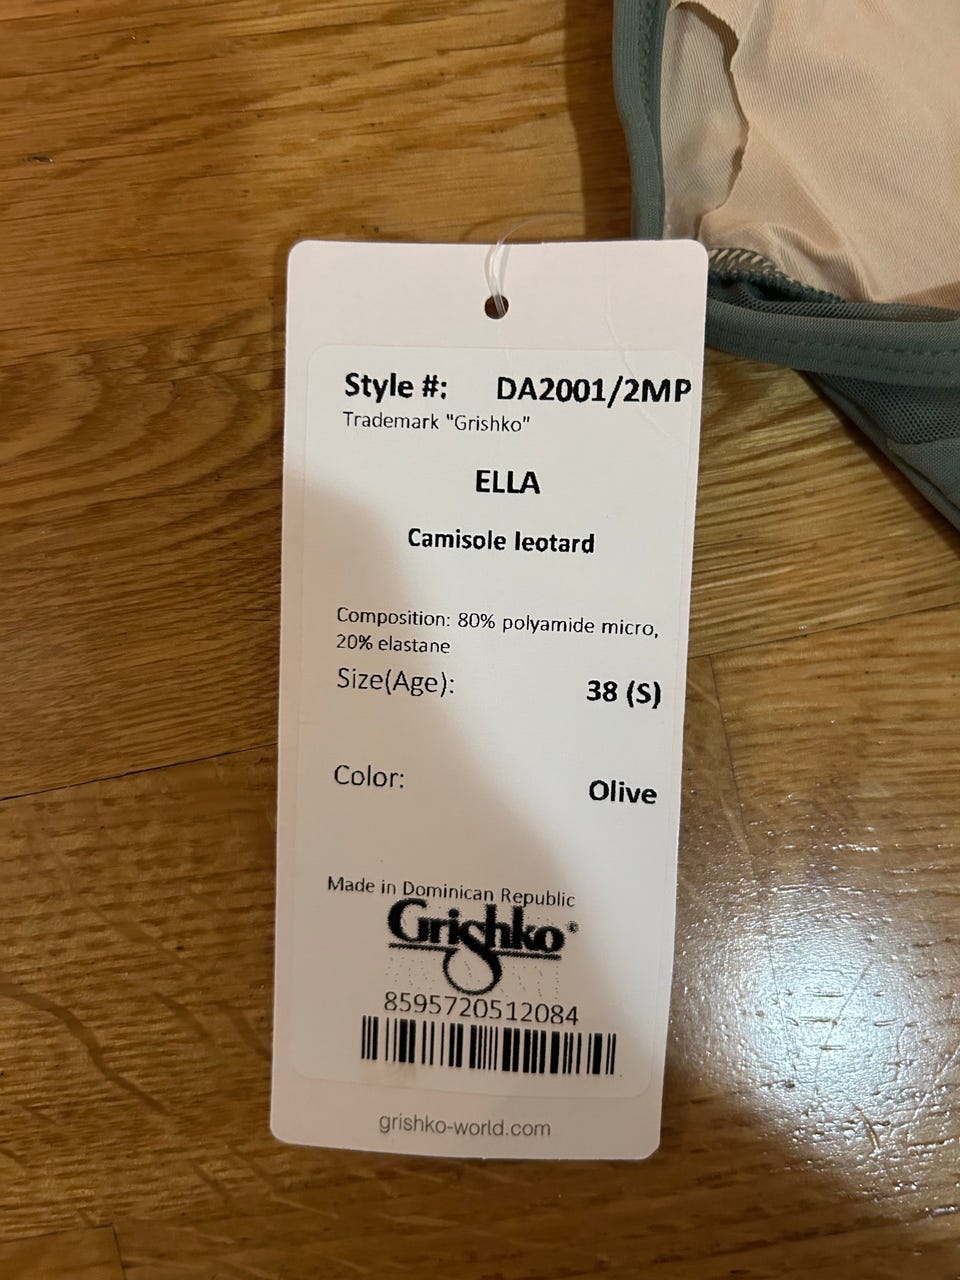 Style #: DA2001/2MP
Trademark "Grishko"
ELLA
Camisole leotard
Composition: 80% polyamide micro,
20% elastane
Size(Age): 38 (S)
Color: Olive
Made in Dominican Republic
Grishko®
8595720512084
grishko-world.com